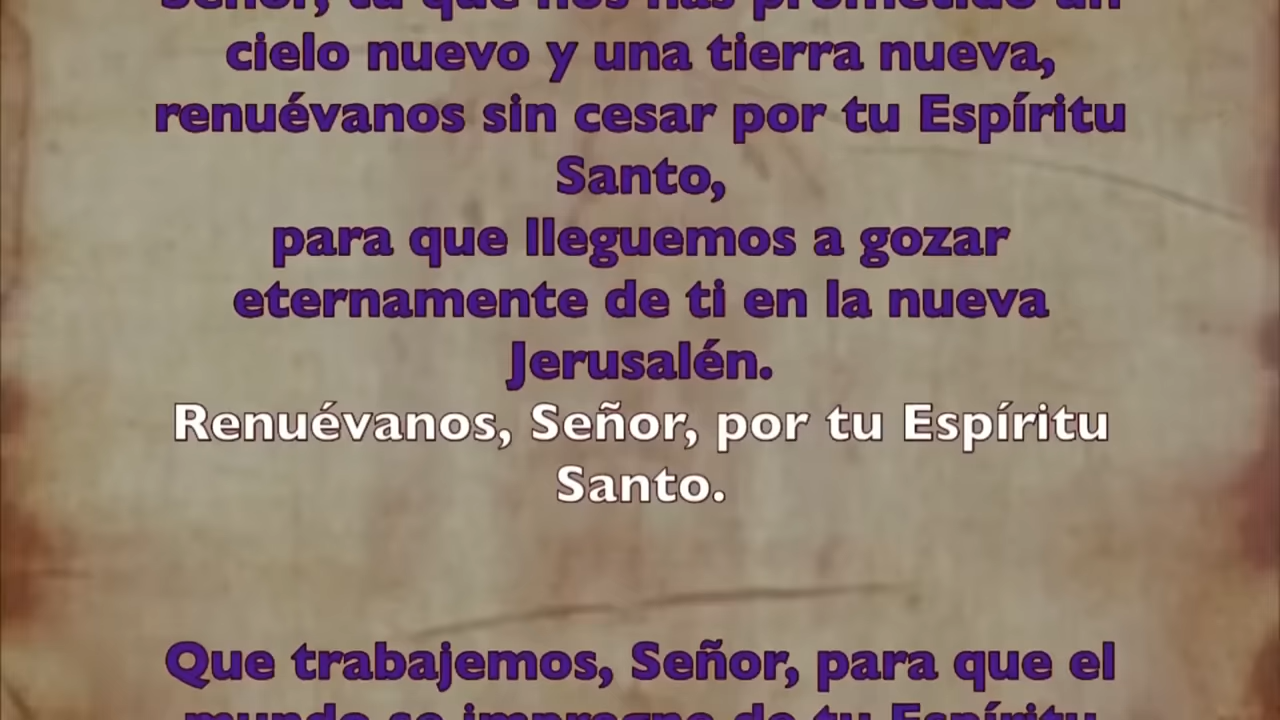 Señor, tú que nos has prometido un
cielo nuevo y una tierra nueva,
renuévanos sin cesar por tu Espíritu
Santo,
para que lleguemos a gozar
eternamente de ti en la nueva
Jerusalén.
Renuévanos, Señor, por tu Espíritu
Santo.
Que trabajemos, Señor, para que el
mundo se impregne de tu Espíritu